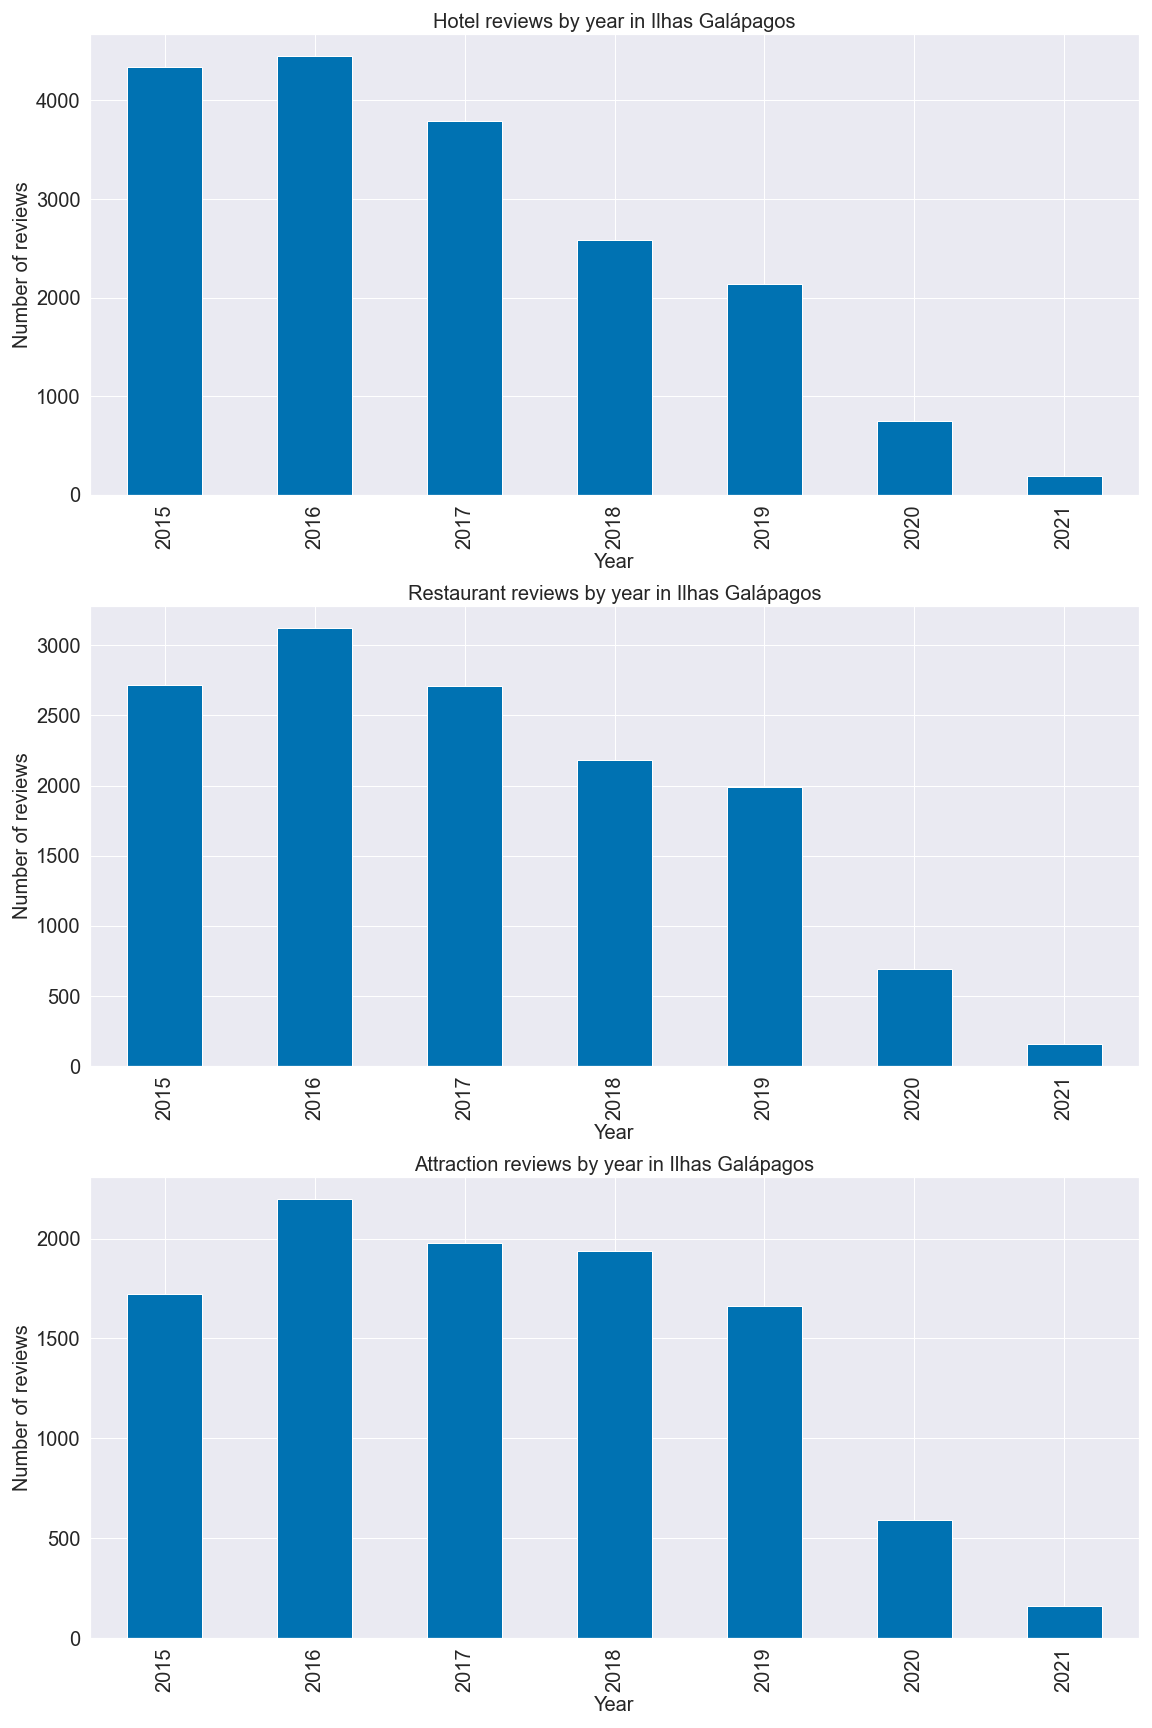 Hotel reviews by year in Ilhas Galápagos
Number of reviews
4000
3000
2000
1000
0
2015 2016 2017 2018 2019 2020 2021
Year
Restaurant reviews by year in Ilhas Galápagos
Number of reviews
3000
2500
2000
1500
1000
500
0
2015 2016 2017 2018 2019 2020 2021
Year
Attraction reviews by year in Ilhas Galápagos
Number of reviews
2000
1500
1000
500
0
2015 2016 2017 2018 2019 2020 2021
Year